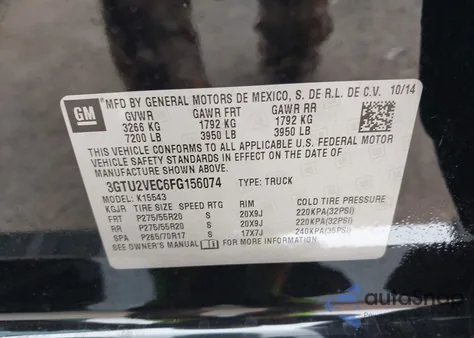 GM
MFD BY GENERAL MOTORS DE MEXICO, S. DE R.L. DE C.V. 10/14
GVWR GAWR FRT GAWR RR
3266 KG 1792 KG 1792 KG
7200 LB 3950 LB 3950 LB
THIS VEHICLE CONFORMS TO ALL APPLICABLE U.S. FEDERAL MOTOR
VEHICLE SAFETY STANDARDS IN EFFECT ON THE DATE OF
MANUFACTURE SHOWN ABOVE.
3GTU2VEC6FG156074 TYPE: TRUCK
MODEL: K15543
KGJR TIRE SIZE SPEED RTG RIM COLD TIRE PRESSURE
FRT P275/55R20 S 20X9J 220KPA(32PSI)
RR P275/55R20 S 20X9J 220KPA(32PSI)
SPA P265/70R17 S 17X7J 240KPA(35PSI)
SEE OWNER'S MANUAL FOR MORE INFORMATION.